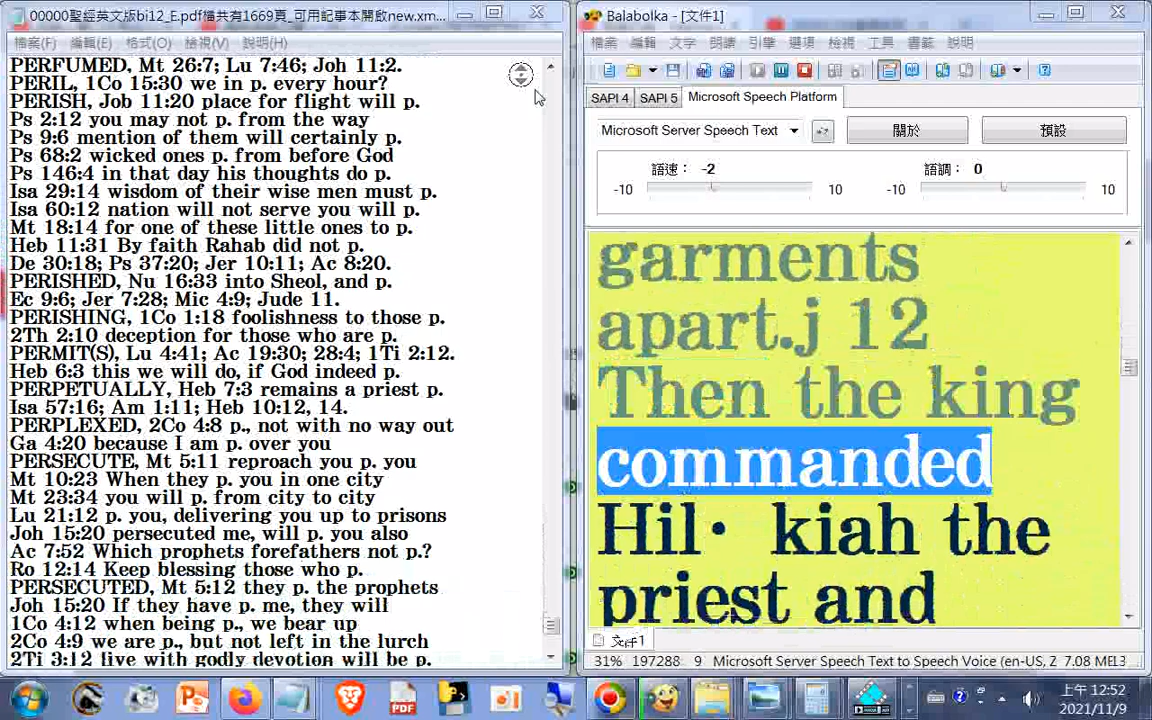 00000聖經英文版bi12_E.pdf檔共有1669頁_可用記事本開啟new.xm...
檔案(F) 編輯(E) 格式(O) 檢視(V) 說明(H)
PERFUMED, Mt 26:7; Lu 7:46; Joh 11:2.
PERIL, 1Co 15:30 we in p. every hour?
PERISH, Job 11:20 place for flight will p.
Ps 2:12 you may not p. from the way
Ps 9:6 mention of them will certainly p.
Ps 68:2 wicked ones p. from before God
Ps 146:4 in that day his thoughts do p.
Isa 29:14 wisdom of their wise men must p.
Isa 60:12 nation will not serve you will p.
Mt 18:14 for one of these little ones to p.
Heb 11:31 By faith Rahab did not p.
De 30:18; Ps 37:20; Jer 10:11; Ac 8:20.
PERISHED, Nu 16:33 into Sheol, and p.
Ec 9:6; Jer 7:28; Mic 4:9; Jude 11.
PERISHING, 1Co 1:18 foolishness to those p.
2Th 2:10 deception for those who are p.
PERMIT(S), Lu 4:41; Ac 19:30; 28:4; 1Ti 2:12.
Heb 6:3 this we will do, if God indeed p.
PERPETUALLY, Heb 7:3 remains a priest p.
Isa 57:16; Am 1:11; Heb 10:12, 14.
PERPLEXED, 2Co 4:8 p., not with no way out
Ga 4:20 because I am p. over you
PERSECUTE, Mt 5:11 reproach you p. you
Mt 10:23 When they p. you in one city
Mt 23:34 you will p. from city to city
Lu 21:12 p. you, delivering you up to prisons
Joh 15:20 persecuted me, will p. you also
Ac 7:52 Which prophets forefathers not p.?
Ro 12:14 Keep blessing those who p.
PERSECUTED, Mt 5:12 they p. the prophets
Joh 15:20 If they have p. me, they will
1Co 4:12 when being p., we bear up
2Co 4:9 we are p., but not left in the lurch
2Ti 3:12 live with godly devotion will be p.
Balabolka - [文件1]
檔案 編輯 文字 朗讀 引擎 選項 檢視 工具 書籤 說明
SAPI 4 SAPI 5 Microsoft Speech Platform
Microsoft Server Speech Text 關於 預設
語速： -2 語調： 0
-10 10 -10 10
garments
apart.j 12
Then the king
commanded
Hil· kiah the
priest and
文件1
31% 197288 9 Microsoft Server Speech Text to Speech Voice (en-US, Z 7.08 ME13
PDF
上午 12:52
2021/11/9